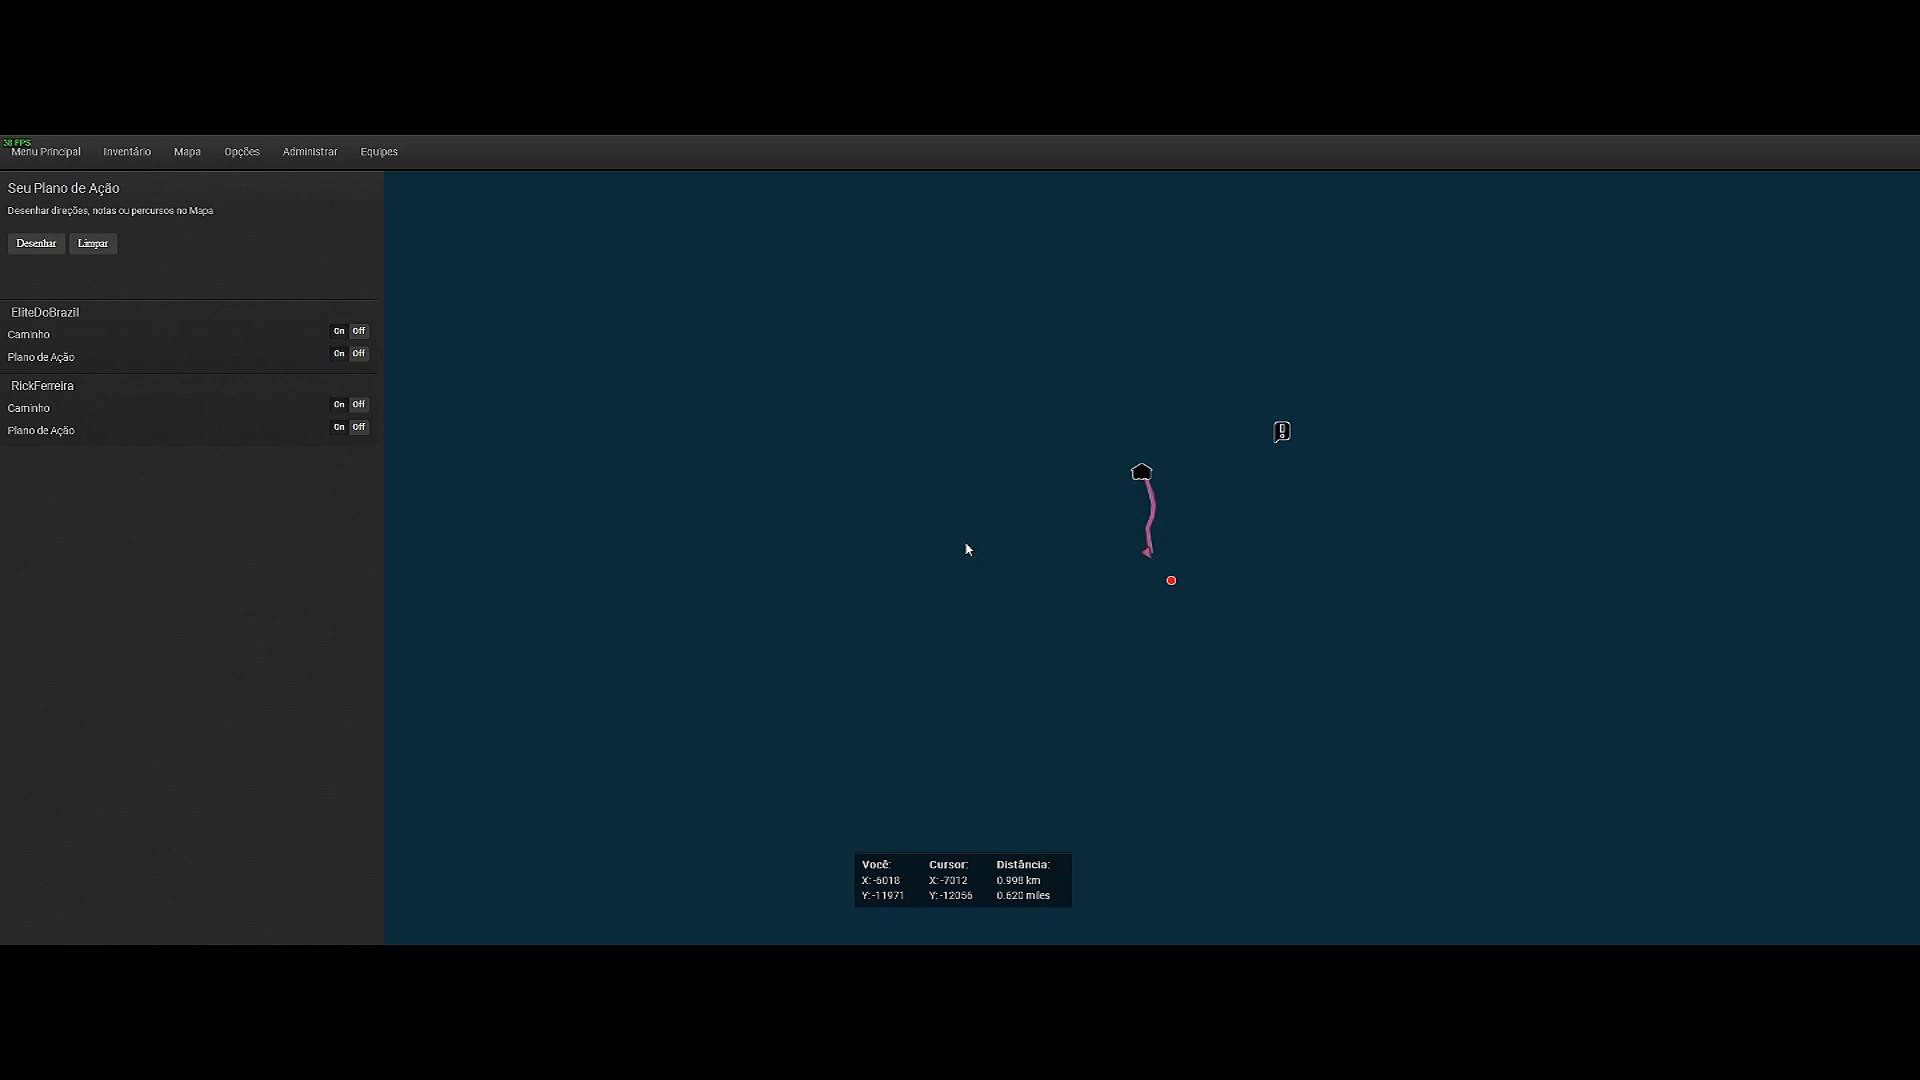 38 FPS
Menu Principal Inventário Mapa Opções Administrar Equipes
Seu Plano de Ação
Desenhar direções, notas ou percursos no Mapa
Desenhar Limpar
EliteDoBrazil
Caminho On Off
Plano de Ação On Off
RickFerreira
Caminho On Off
Plano de Ação On Off
Você: Cursor: Distância:
X:-6018 X:-7012 0.998 km
Y:-11971 Y:-12056 0.620 miles